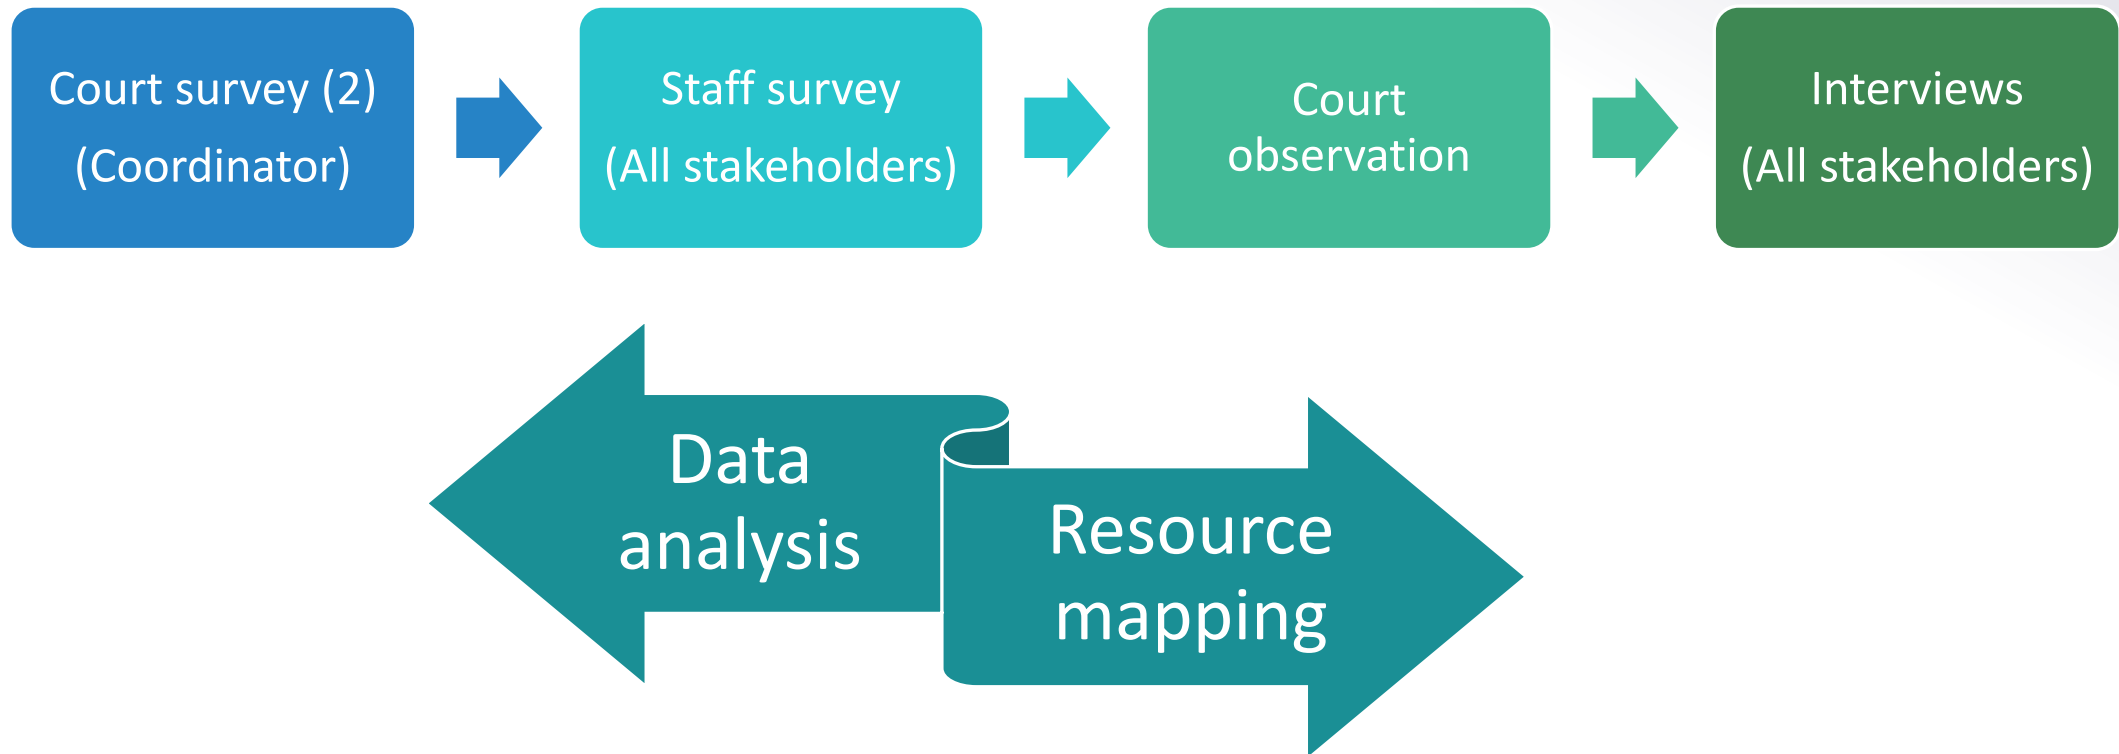 Court survey (2)
(Coordinator)
Staff survey
(All stakeholders)
Court
observation
Interviews
(All stakeholders)
Data
analysis
Resource
mapping